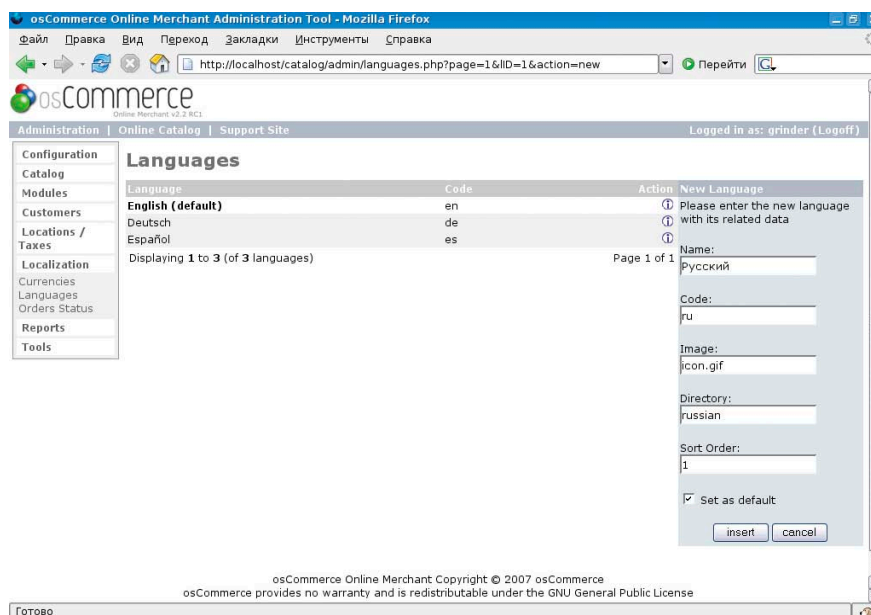 osCommerce Online Merchant Administration Tool - Mozilla Firefox
Файл Правка Вид Переход Закладки Инструменты Справка
http://localhost/catalog/admin/languages.php?page=1&lID=1&action=new Перейти
osCommerce
Online Merchant v2.2 RC1
Administration | Online Catalog | Support Site Logged in as: grinder (Logoff)
Configuration
Catalog
Modules
Customers
Locations /
Taxes
Localization
Currencies
Languages
Orders Status
Reports
Tools
Languages
Language Code Action
English (default) en
Deutsch de
Español es
Displaying 1 to 3 (of 3 languages) Page 1 of 1
New Language
Please enter the new language
with its related data
Name:
Русский
Code:
ru
Image:
icon.gif
Directory:
russian
Sort Order:
1
Set as default
insert cancel
osCommerce Online Merchant Copyright © 2007 osCommerce
osCommerce provides no warranty and is redistributable under the GNU General Public License
Готово